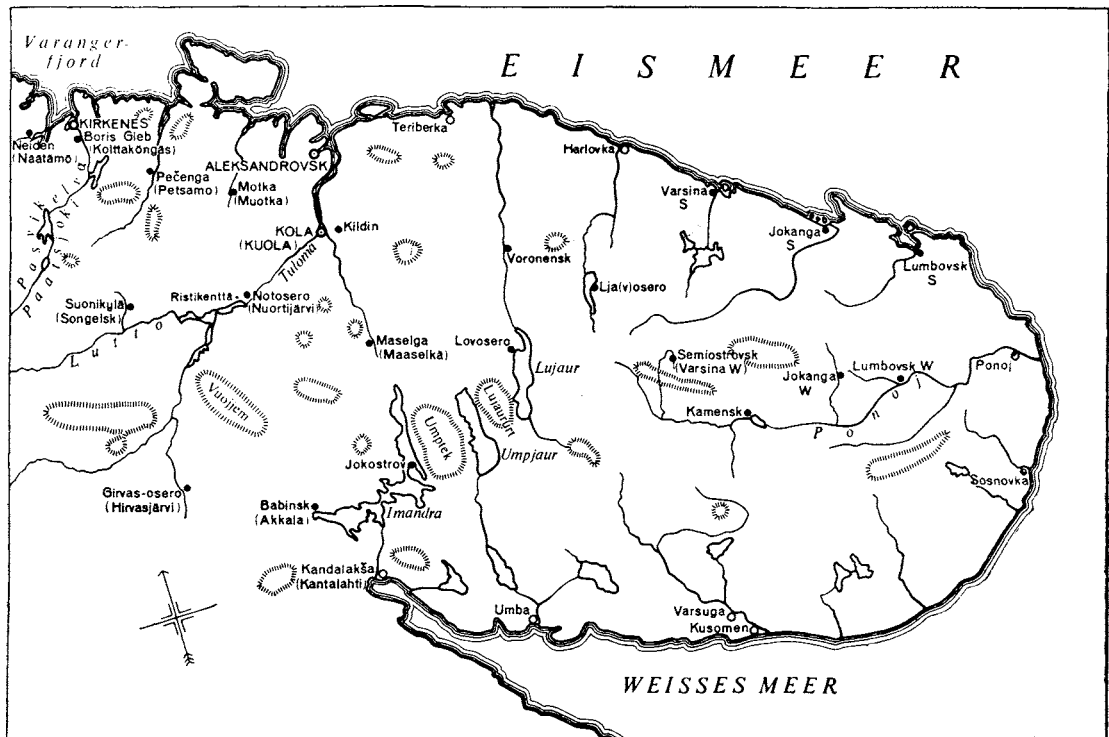 Varanger-
fjord
EISMEER
KIRKENES
Boris Gleb
(Kolttaköngäs)
Neiden
(Näätämö)
Pečenga
(Petsamo)
ALEKSANDROVSK
Motka
(Muotka)
Teriberka
Harlovka
Varsina
S
Jokanga
S
Lumbovsk
S
Pasvikelva
Paatsjoki
KOLA
(KUOLA)
Kildin
Tuloma
Voronensk
Lja(v)osero
Suonikylä
(Songelsk)
Ristikenttä
Notosero
(Nuortijärvi)
Lutto
Maselga
(Maaselkä)
Lovosero
Lujaur
Semiostrovsk
(Varsina W)
Jokanga
W
Lumbovsk W
Ponoj
Vuojem
Umptek
Lujaururt
Umpjaur
Kamensk
Ponoj
Jokostrov
Girvas-osero
(Hirvasjärvi)
Babinsk
(Akkala)
Imandra
Sosnovka
Kandalakša
(Kantalahti)
Umba
Varsuga
Kusomen
WEISSES MEER